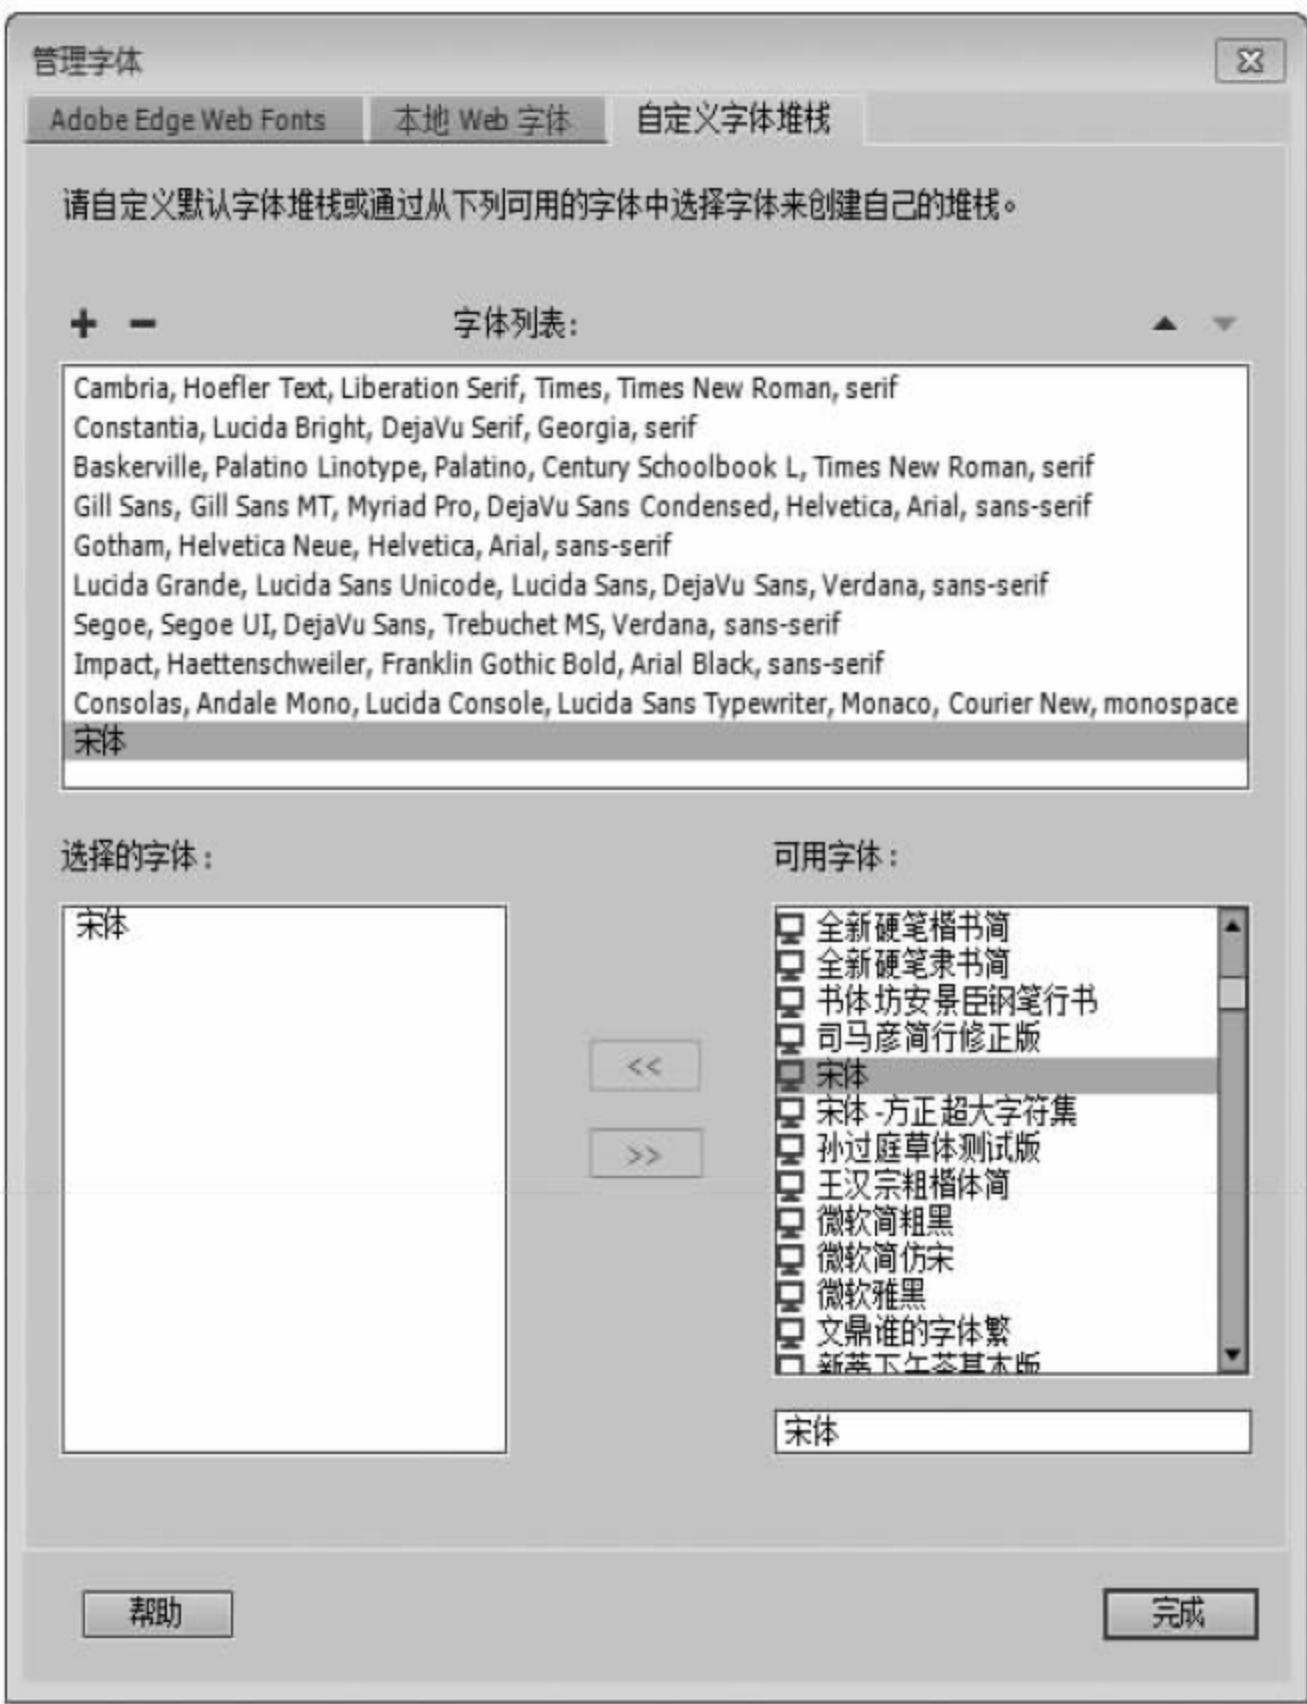 管理字体
Adobe Edge Web Fonts 本地 Web 字体 自定义字体堆栈
请自定义默认字体堆栈或通过从下列可用的字体中选择字体来创建自己的堆栈。
字体列表:
Cambria, Hoefler Text, Liberation Serif, Times, Times New Roman, serif
Constantia, Lucida Bright, DejaVu Serif, Georgia, serif
Baskerville, Palatino Linotype, Palatino, Century Schoolbook L, Times New Roman, serif
Gill Sans, Gill Sans MT, Myriad Pro, DejaVu Sans Condensed, Helvetica, Arial, sans-serif
Gotham, Helvetica Neue, Helvetica, Arial, sans-serif
Lucida Grande, Lucida Sans Unicode, Lucida Sans, DejaVu Sans, Verdana, sans-serif
Segoe, Segoe UI, DejaVu Sans, Trebuchet MS, Verdana, sans-serif
Impact, Haettenschweiler, Franklin Gothic Bold, Arial Black, sans-serif
Consolas, Andale Mono, Lucida Console, Lucida Sans Typewriter, Monaco, Courier New, monospace
宋体
选择的字体:
宋体
<<
>>
可用字体:
全新硬笔楷书简
全新硬笔隶书简
书体坊安景臣钢笔行书
司马彦简行修正版
宋体
宋体-方正超大字符集
孙过庭草体测试版
王汉宗粗楷体简
微软简粗黑
微软简仿宋
微软雅黑
文鼎谁的字体繁
新蒂下午茶基本版
宋体
帮助
完成